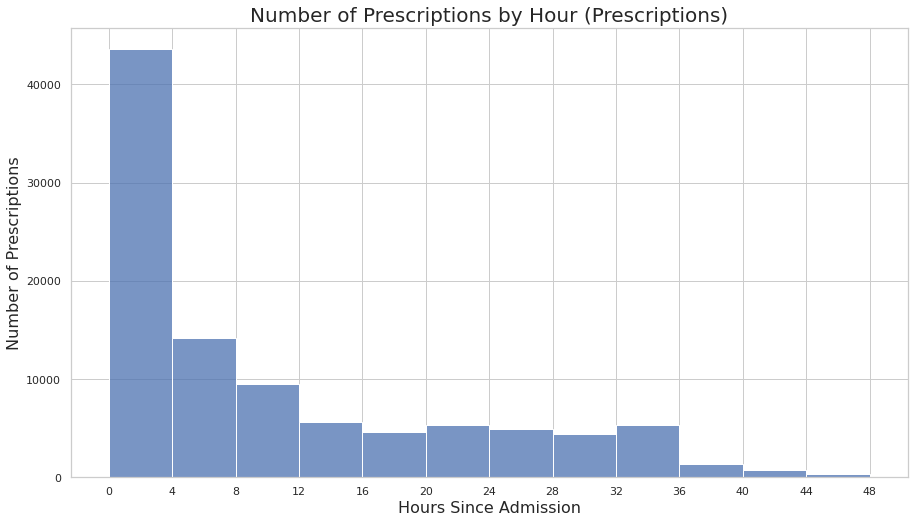 Number of Prescriptions by Hour (Prescriptions)
Number of Prescriptions
40000
30000
20000
10000
0
0 4 8 12 16 20 24 28 32 36 40 44 48
Hours Since Admission